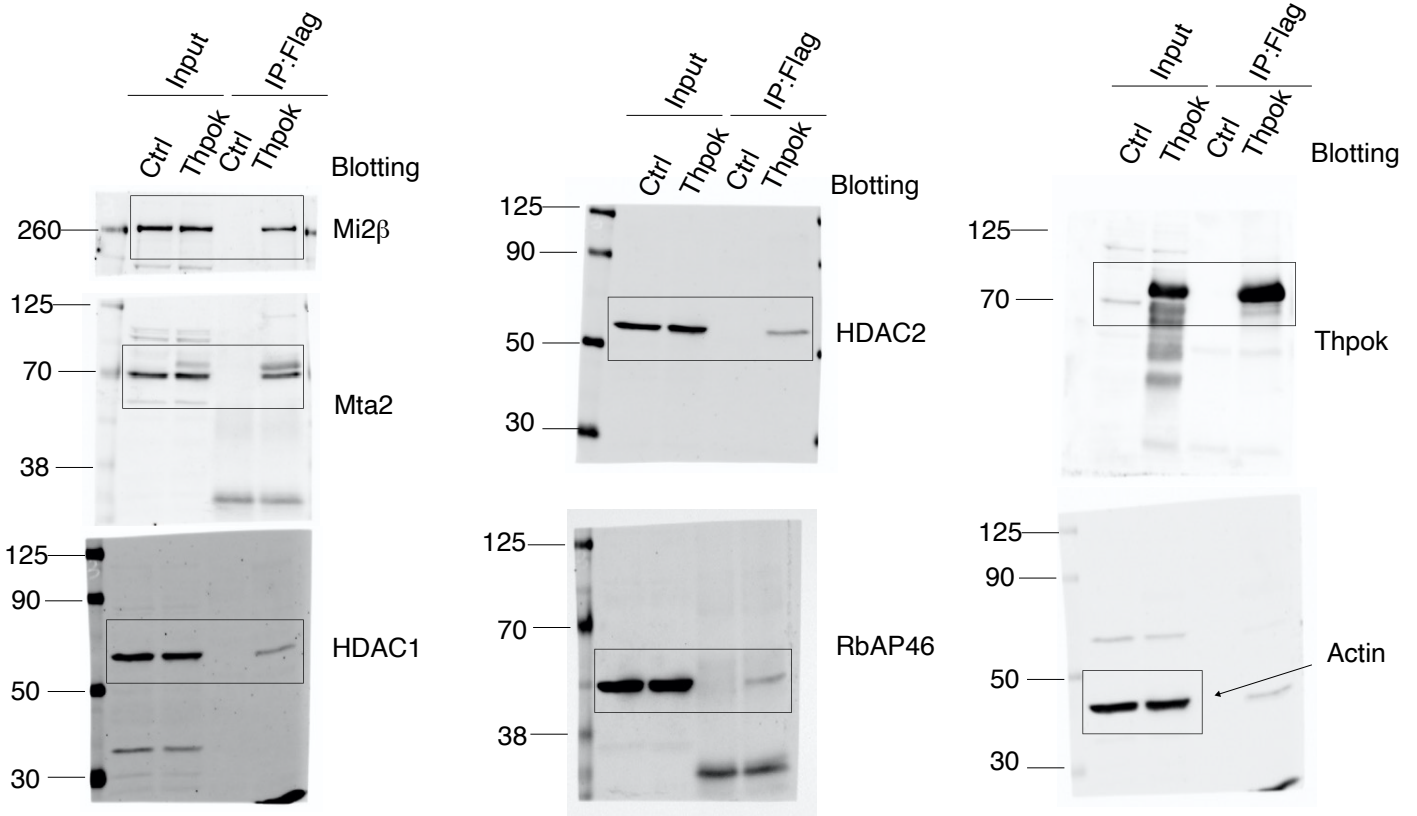 Input
IP:Flag
Ctrl
Thpok
Ctrl
Thpok
Blotting
260
Mi2β
125
70
38
Mta2
125
90
50
30
HDAC1
Input
IP:Flag
Ctrl
Thpok
Ctrl
Thpok
Blotting
125
90
50
30
HDAC2
125
70
38
RbAP46
Input
IP:Flag
Ctrl
Thpok
Ctrl
Thpok
Blotting
125
70
Thpok
125
90
50
30
Actin